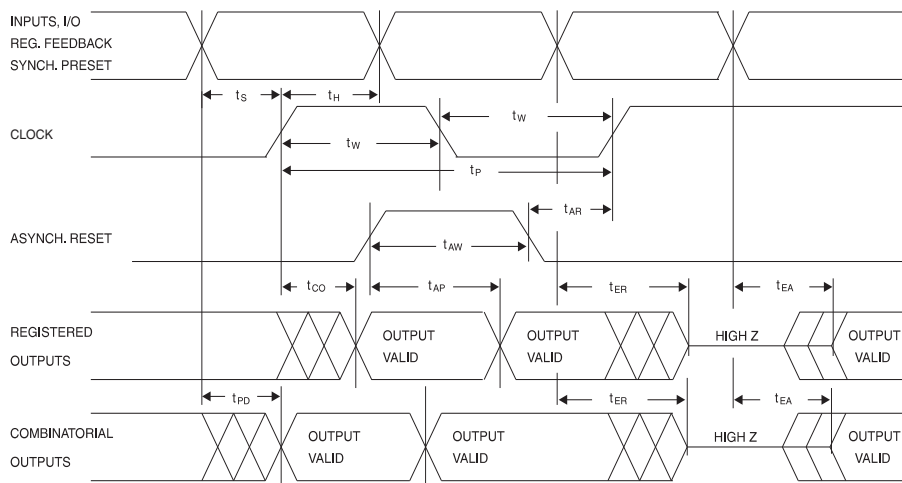 INPUTS, I/O
REG. FEEDBACK
SYNCH. PRESET
tS
tH
CLOCK
tW
tW
tP
ASYNCH. RESET
tAR
tAW
tCO
tAP
tER
tEA
REGISTERED
OUTPUTS
OUTPUT
VALID
OUTPUT
VALID
HIGH Z
OUTPUT
VALID
tPD
tER
tEA
COMBINATORIAL
OUTPUTS
OUTPUT
VALID
OUTPUT
VALID
HIGH Z
OUTPUT
VALID